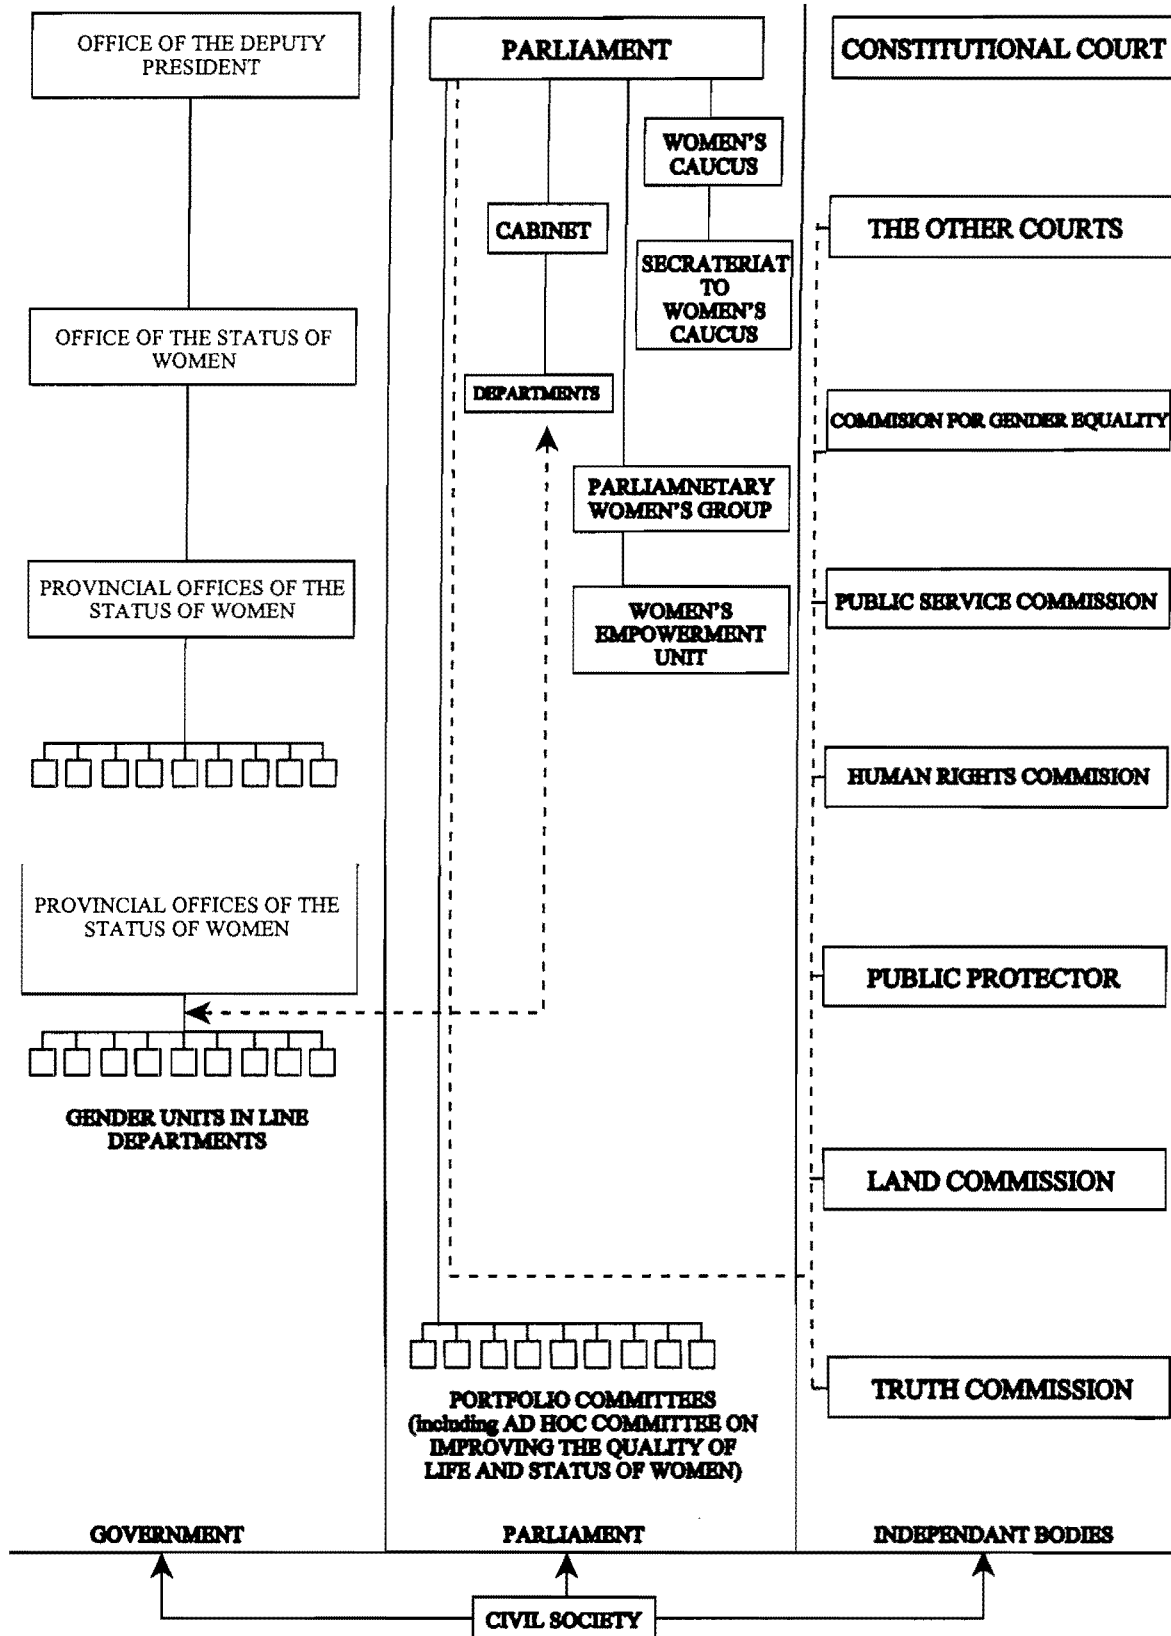 OFFICE OF THE DEPUTY
PRESIDENT
OFFICE OF THE STATUS OF
WOMEN
PROVINCIAL OFFICES OF THE
STATUS OF WOMEN
PROVINCIAL OFFICES OF THE
STATUS OF WOMEN
GENDER UNITS IN LINE
DEPARTMENTS
GOVERNMENT
PARLIAMENT
WOMEN'S
CAUCUS
CABINET
SECRATERIAT
TO
WOMEN'S
CAUCUS
DEPARTMENTS
PARLIAMNETARY
WOMEN'S GROUP
WOMEN'S
EMPOWERMENT
UNIT
PORTFOLIO COMMITTEES
(including AD HOC COMMITTEE ON
IMPROVING THE QUALITY OF
LIFE AND STATUS OF WOMEN)
PARLIAMENT
CONSTITUTIONAL COURT
THE OTHER COURTS
COMMISION FOR GENDER EQUALITY
PUBLIC SERVICE COMMISSION
HUMAN RIGHTS COMMISION
PUBLIC PROTECTOR
LAND COMMISSION
TRUTH COMMISSION
INDEPENDANT BODIES
CIVIL SOCIETY